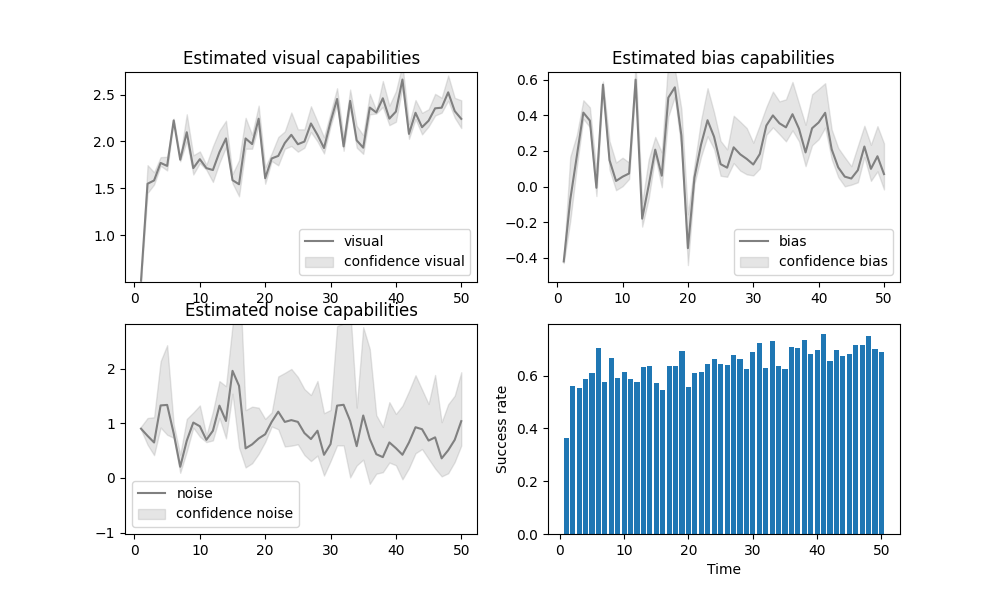 Estimated visual capabilities
2.5
2.0
1.5
1.0
0 10 20 30 40 50
visual
confidence visual
Estimated bias capabilities
0.6
0.4
0.2
0.0
−0.2
−0.4
0 10 20 30 40 50
bias
confidence bias
Estimated noise capabilities
2
1
0
−1
0 10 20 30 40 50
noise
confidence noise
Success rate
0.6
0.4
0.2
0.0
0 10 20 30 40 50
Time